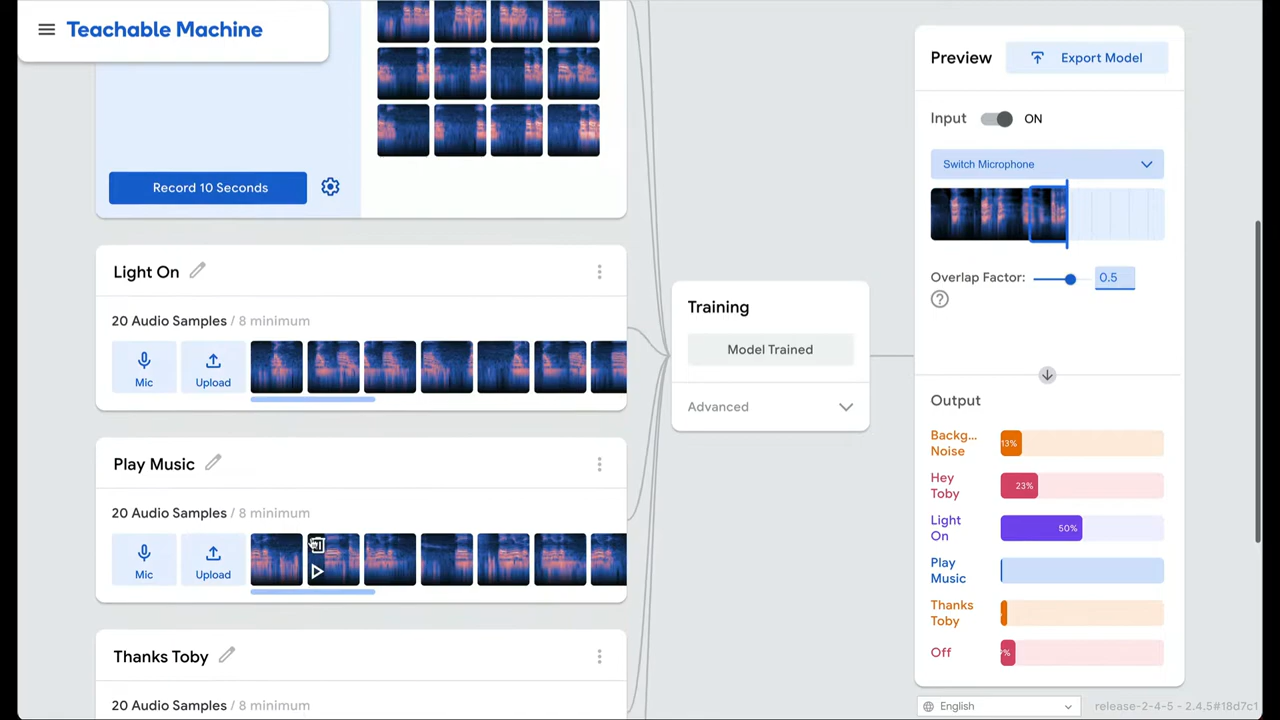 Teachable Machine
Record 10 Seconds
Light On
20 Audio Samples / 8 minimum
Mic
Upload
Play Music
20 Audio Samples / 8 minimum
Mic
Upload
Thanks Toby
20 Audio Samples / 8 minimum
Training
Model Trained
Advanced
Preview
Export Model
Input
ON
Switch Microphone
Overlap Factor:
0.5
?
Output
Backg...
Noise
13%
Hey
Toby
23%
Light
On
50%
Play
Music
Thanks
Toby
Off
English
release-2-4-5 - 2.4.5#18d7c1